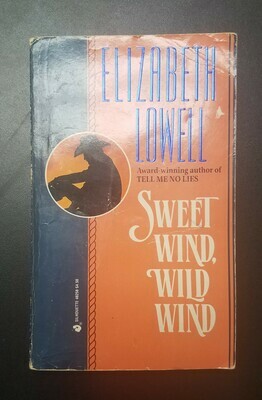 ELIZABETH
LOWELL
Award-winning author of
TELL ME NO LIES
SWEET
WIND,
WILD
WIND